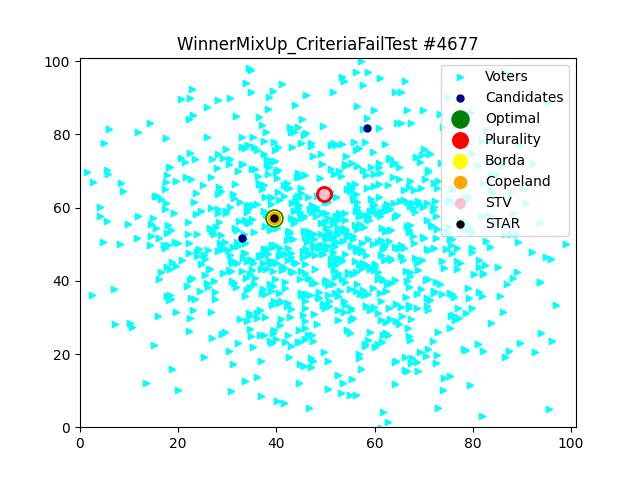 WinnerMixUp_CriteriaFailTest #4677
100
80
60
40
20
0
0 20 40 60 80 100
Voters
Candidates
Optimal
Plurality
Borda
Copeland
STV
STAR